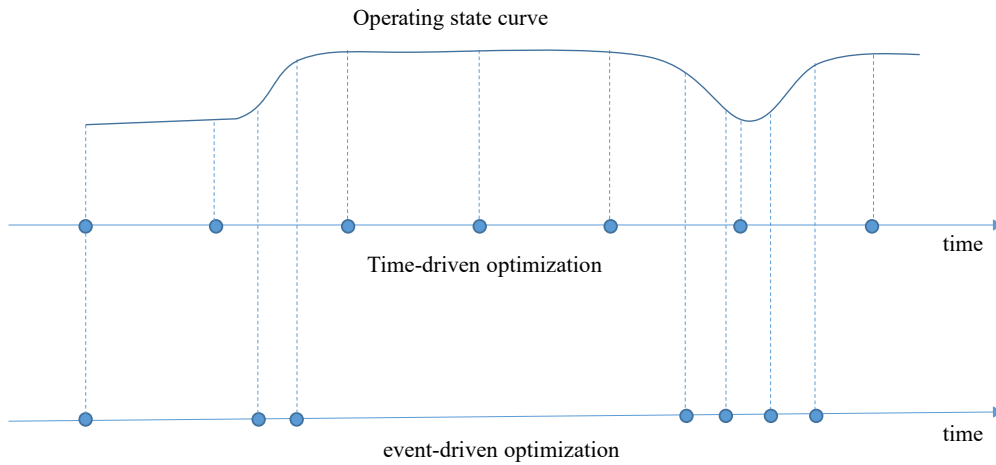 Operating state curve
time
Time-driven optimization
time
event-driven optimization